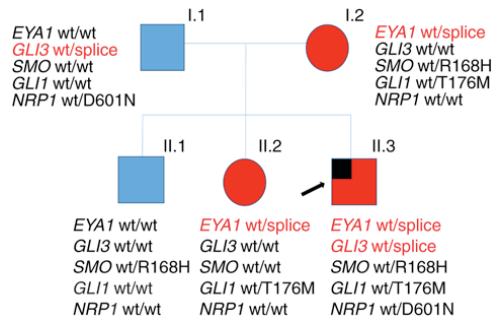 I.1
I.2
EYA1 wt/wt
GLI3 wt/splice
SMO wt/wt
GLI1 wt/wt
NRP1 wt/D601N
EYA1 wt/splice
GLI3 wt/wt
SMO wt/R168H
GLI1 wt/T176M
NRP1 wt/wt
II.1
II.2
II.3
EYA1 wt/wt
GLI3 wt/wt
SMO wt/R168H
GLI1 wt/wt
NRP1 wt/wt
EYA1 wt/splice
GLI3 wt/wt
SMO wt/wt
GLI1 wt/T176M
NRP1 wt/wt
EYA1 wt/splice
GLI3 wt/splice
SMO wt/R168H
GLI1 wt/T176M
NRP1 wt/D601N